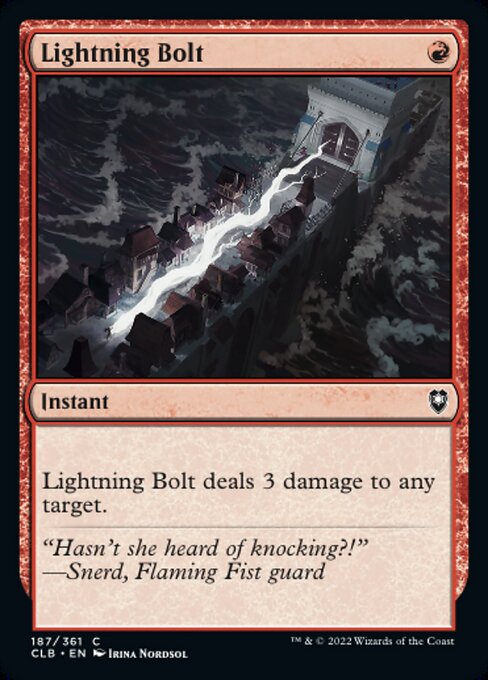 Lightning Bolt
Instant
Lightning Bolt deals 3 damage to any
target.
“Hasn’t she heard of knocking?!”
—Snerd, Flaming Fist guard
187/361 C
CLB • EN Irina Nordsol
™ & © 2022 Wizards of the Coast